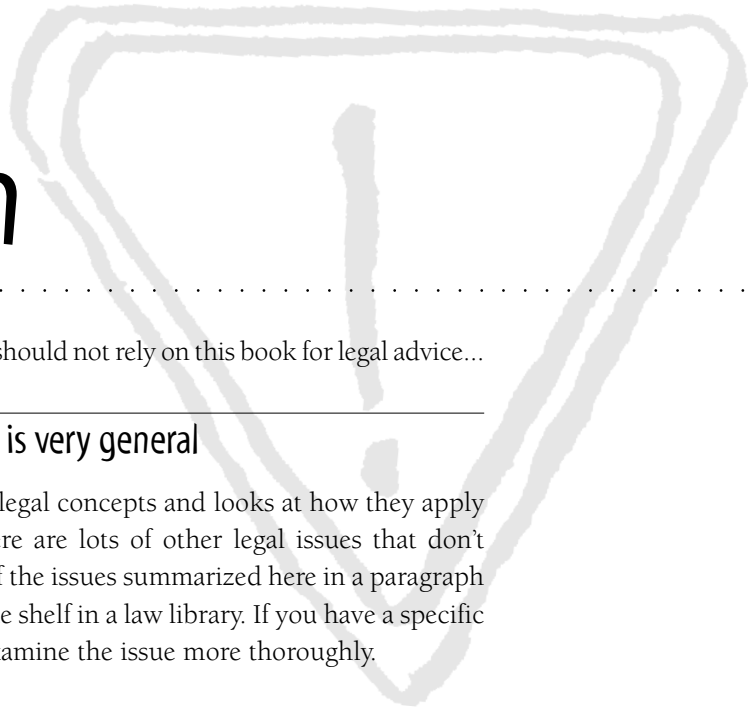 n
should not rely on this book for legal advice...
is very general
legal concepts and looks at how they apply
ere are lots of other legal issues that don't
f the issues summarized here in a paragraph
e shelf in a law library. If you have a specific
amine the issue more thoroughly.